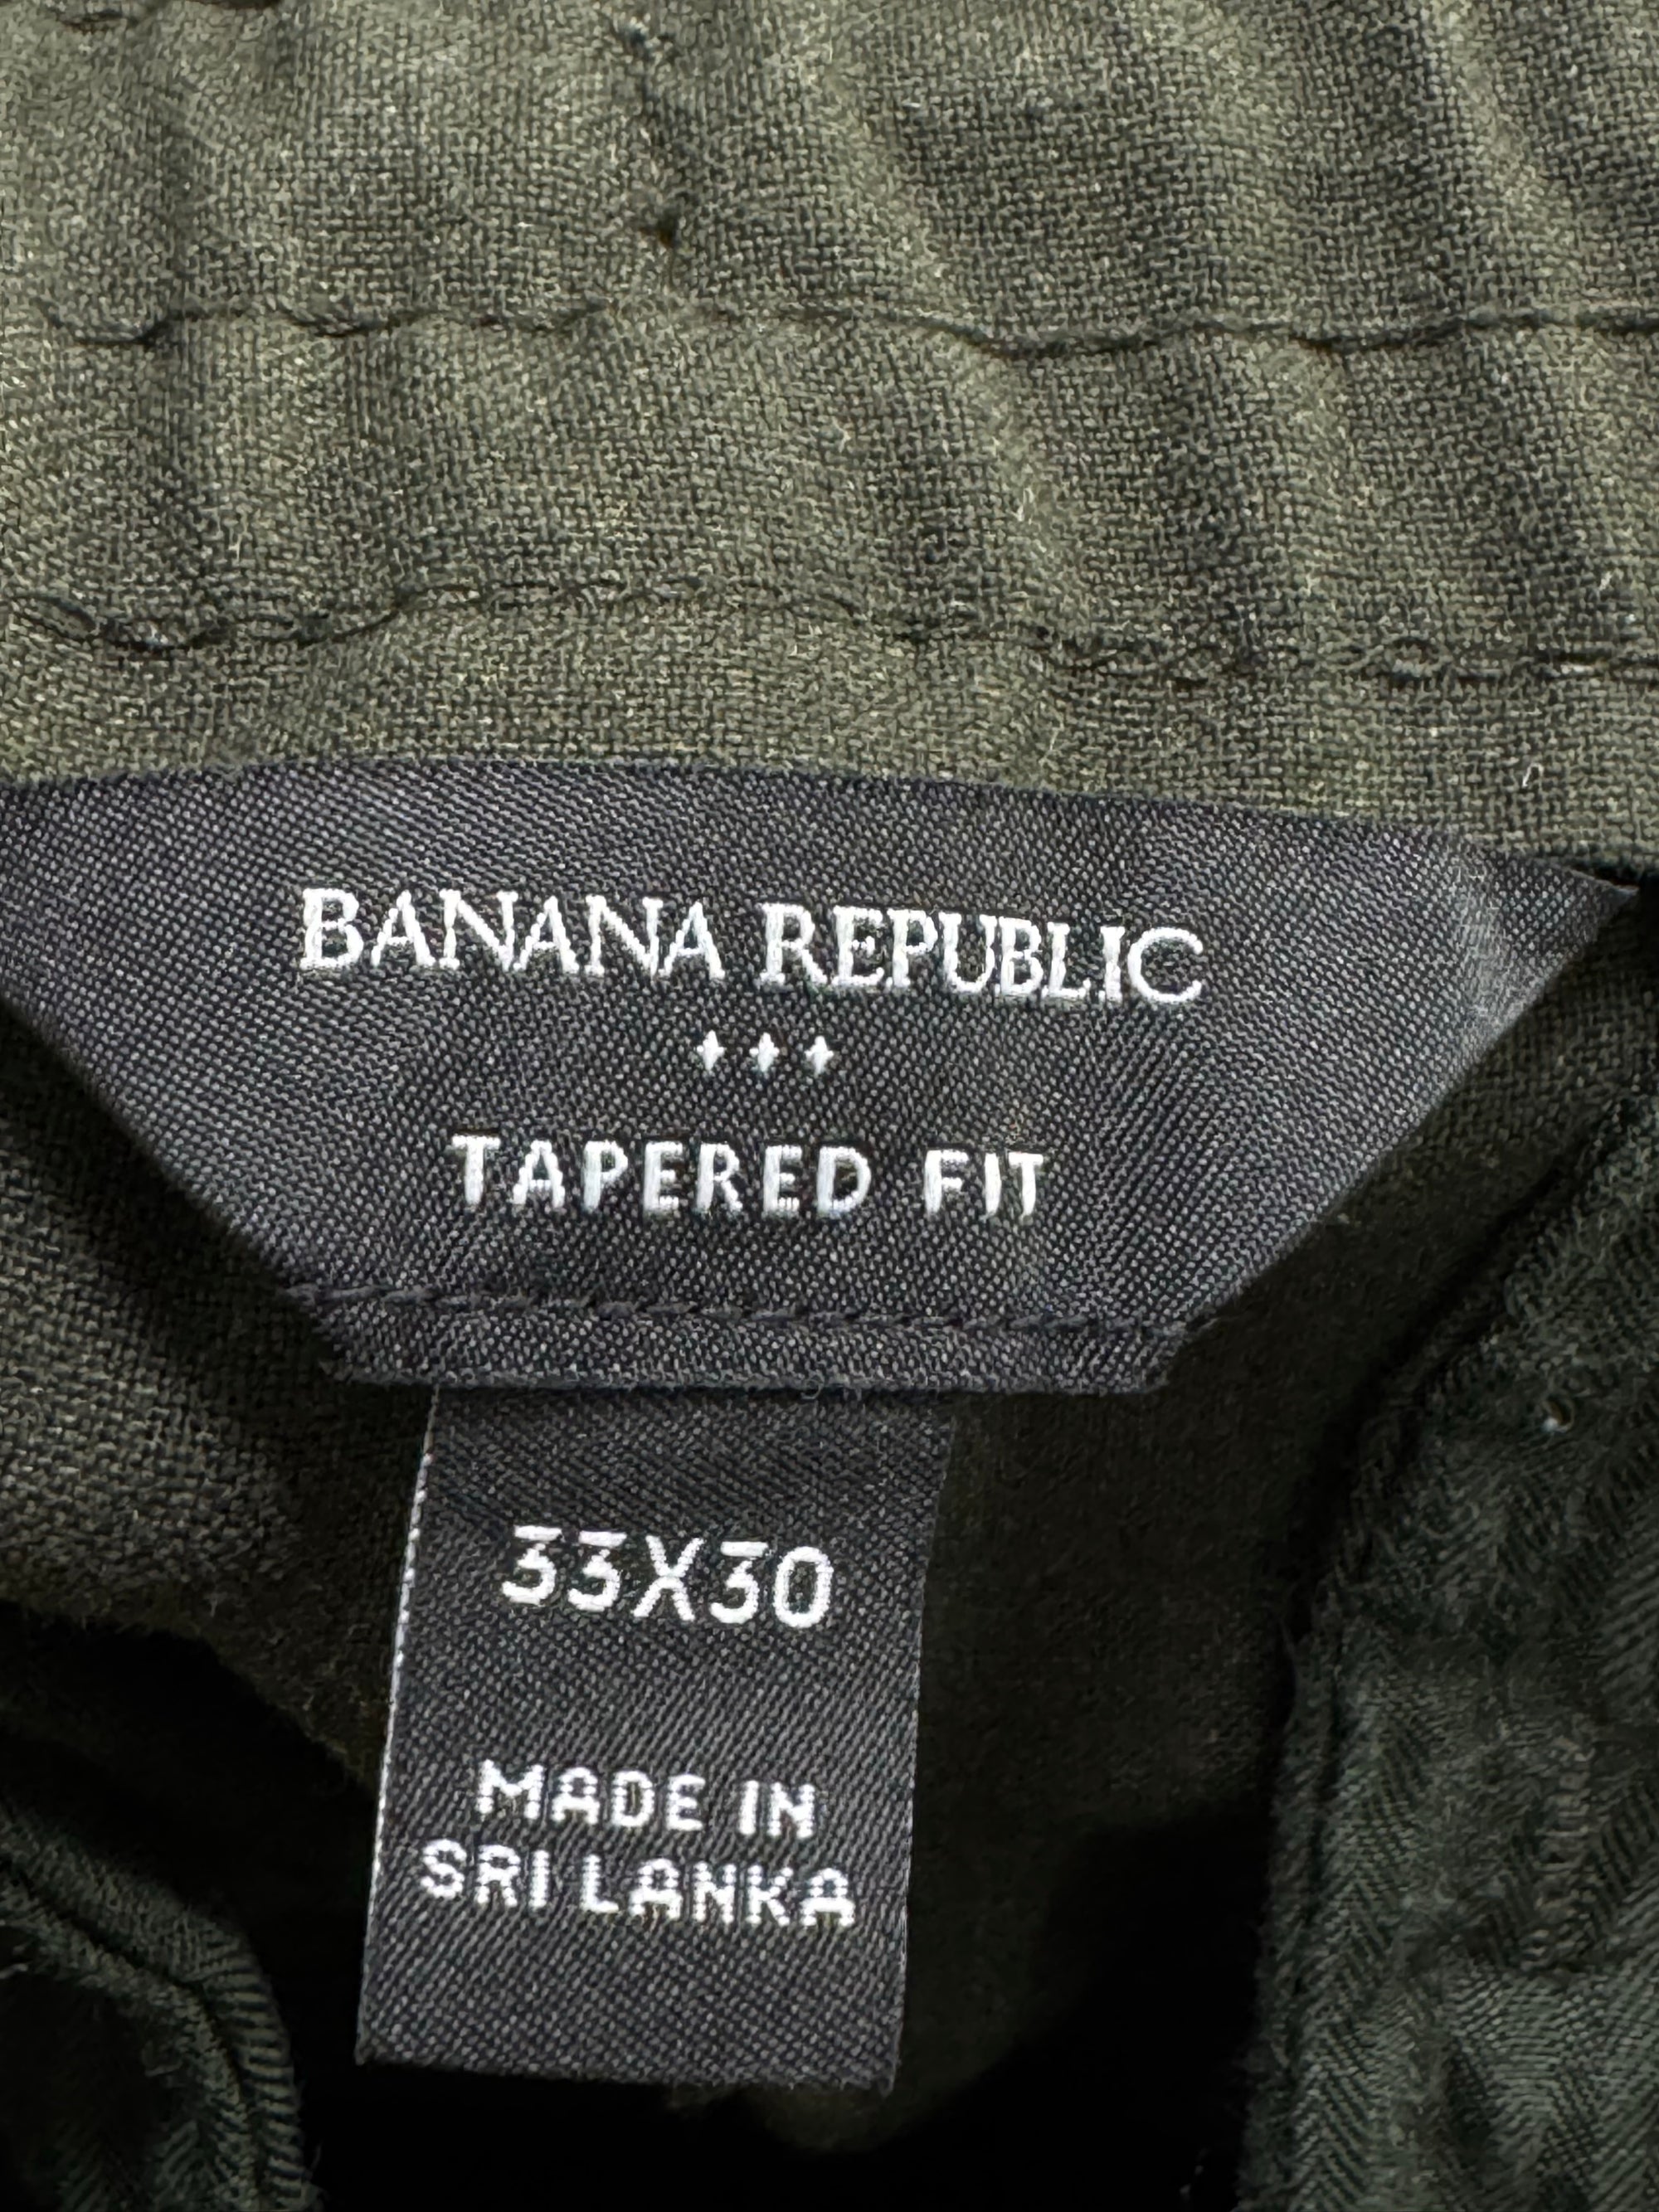 BANANA REPUBLIC
TAPERED FIT
33X30
MADE IN
SRI LANKA